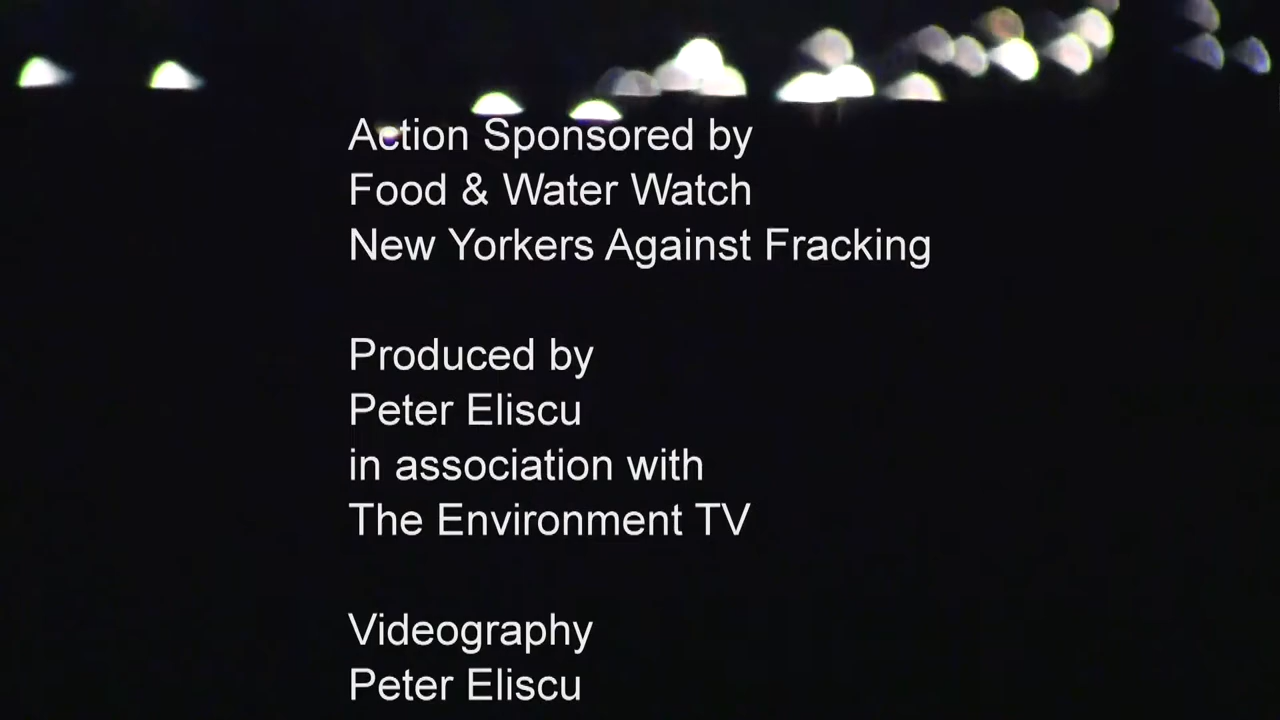 Action Sponsored by
Food & Water Watch
New Yorkers Against Fracking
Produced by
Peter Eliscu
in association with
The Environment TV
Videography
Peter Eliscu